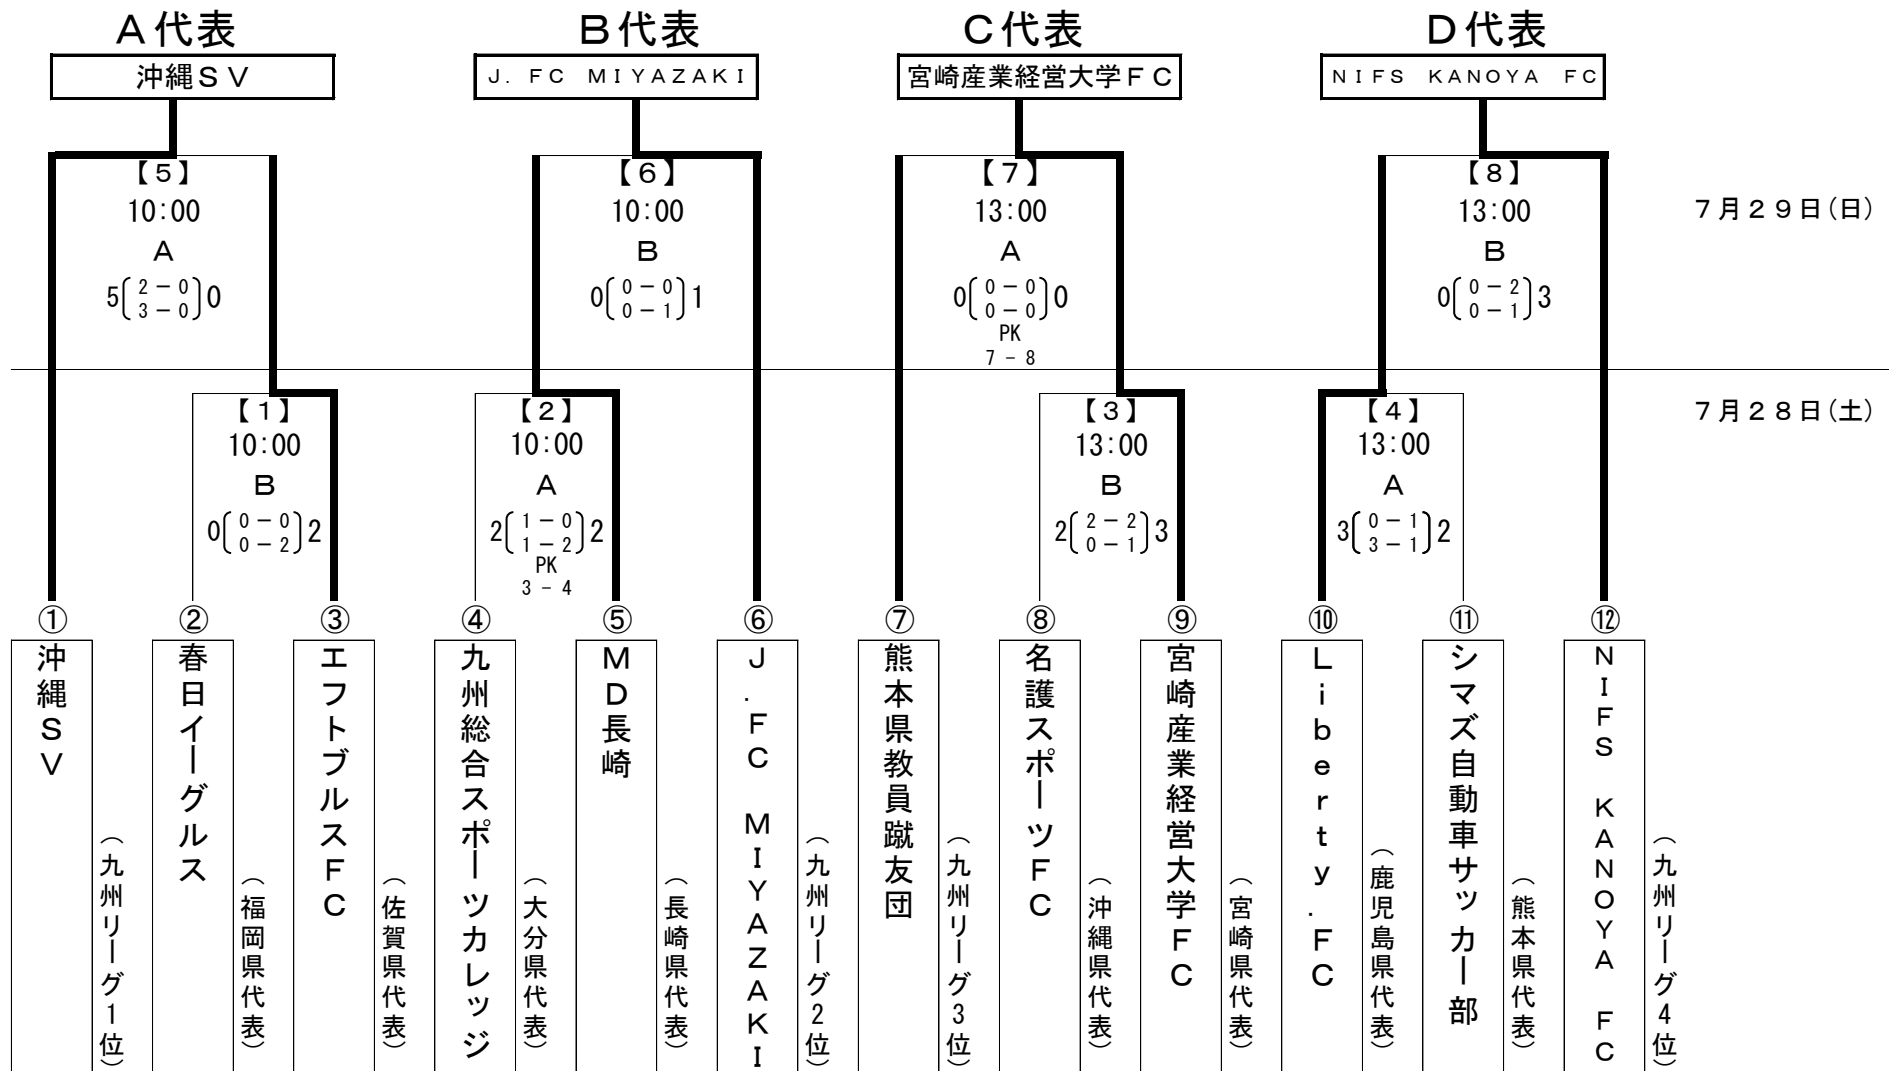 A代表
B代表
C代表
D代表
沖縄SV
J.FC MIYAZAKI
宮崎産業経営大学FC
NIFS KANOYA FC
【5】
10:00
A
5〔2-0 3-0〕0
【6】
10:00
B
0〔0-0 0-1〕1
【7】
13:00
A
0〔0-0 0-0〕0
PK
7-8
【8】
13:00
B
0〔0-2 0-1〕3
7月29日(日)
【1】
10:00
B
0〔0-0 0-2〕2
【2】
10:00
A
2〔1-0 1-2〕2
PK
3-4
【3】
13:00
B
2〔2-2 0-1〕3
【4】
13:00
A
3〔0-1 3-1〕2
7月28日(土)
①
沖縄SV
(九州リーグ1位)
②
春日イーグルス
(福岡県代表)
③
エフトブルスFC
(佐賀県代表)
④
九州総合スポーツカレッジ
(大分県代表)
⑤
MD長崎
(長崎県代表)
⑥
J.FC MIYAZAKI
(九州リーグ2位)
⑦
熊本県教員蹴友団
(九州リーグ3位)
⑧
名護スポーツFC
(沖縄県代表)
⑨
宮崎産業経営大学FC
(宮崎県代表)
⑩
Liberty.FC
(鹿児島県代表)
⑪
シマズ自動車サッカー部
(熊本県代表)
⑫
NIFS KANOYA FC
(九州リーグ4位)